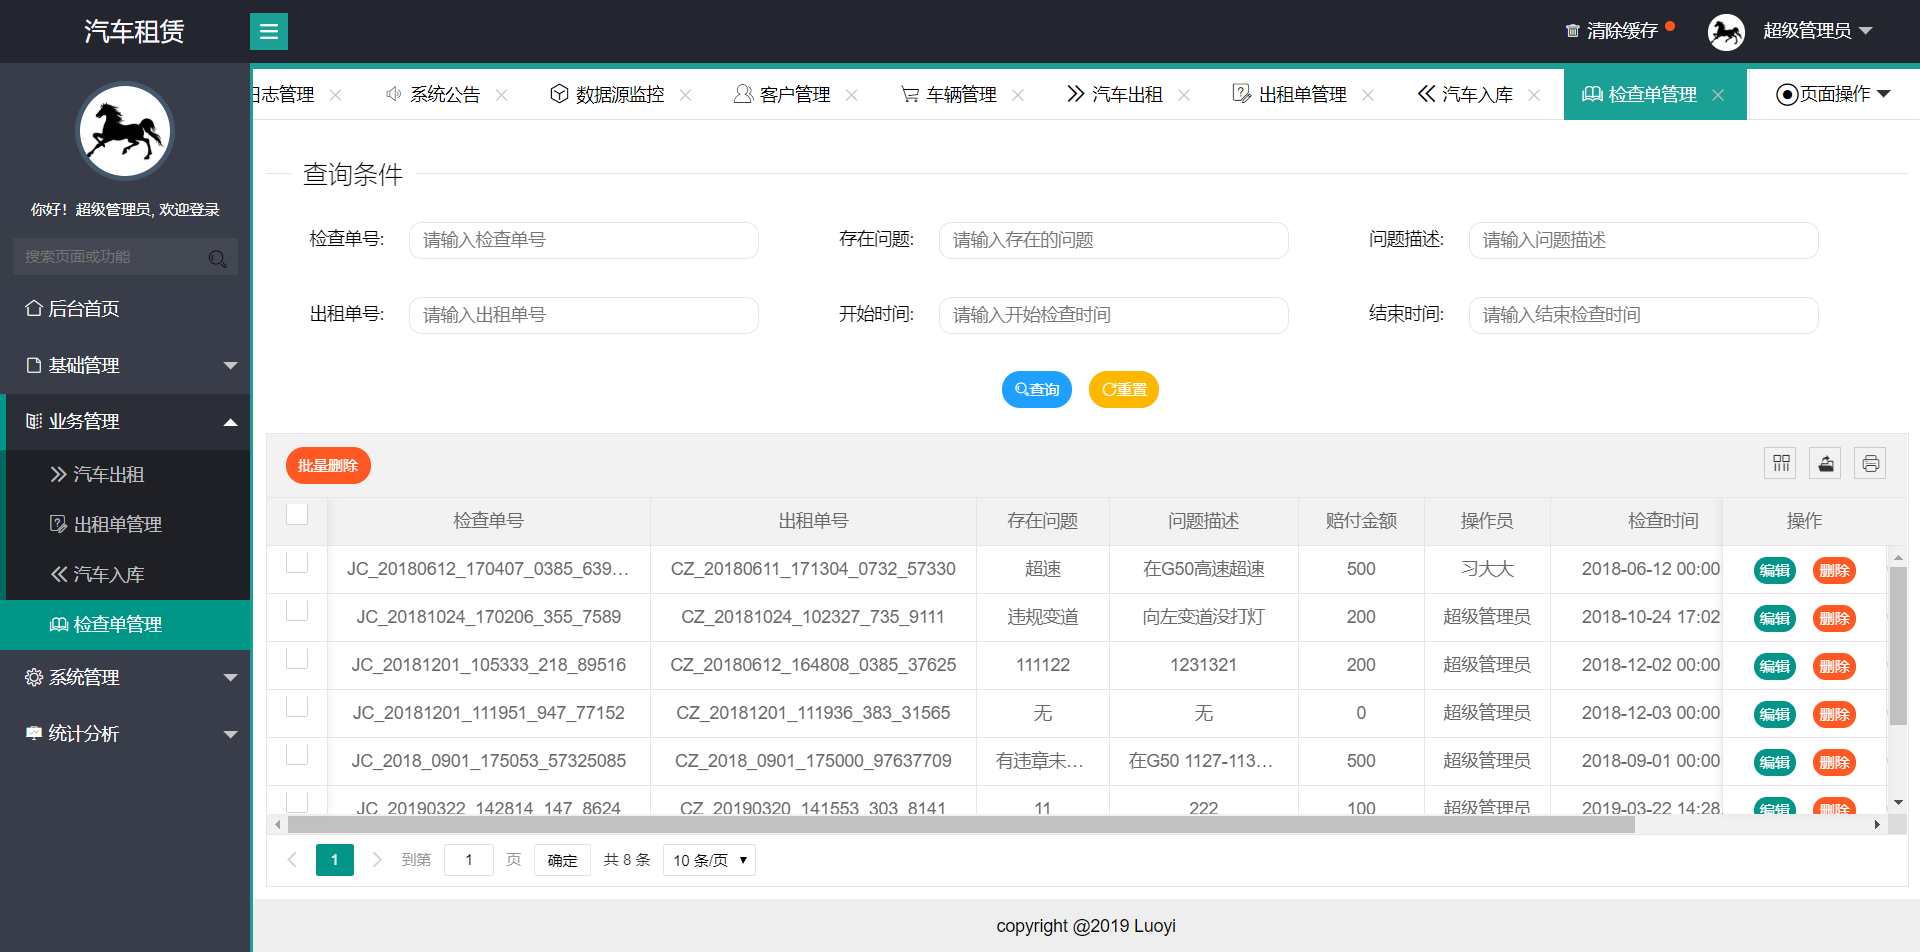 汽车租赁
清除缓存
超级管理员
日志管理
系统公告
数据源监控
客户管理
车辆管理
汽车出租
出租单管理
汽车入库
检查单管理
页面操作
你好！超级管理员, 欢迎登录
搜索页面或功能
后台首页
基础管理
业务管理
汽车出租
出租单管理
汽车入库
检查单管理
系统管理
统计分析
查询条件
检查单号: 请输入检查单号 存在问题: 请输入存在的问题 问题描述: 请输入问题描述
出租单号: 请输入出租单号 开始时间: 请输入开始检查时间 结束时间: 请输入结束检查时间
查询 重置
批量删除
检查单号 出租单号 存在问题 问题描述 赔付金额 操作员 检查时间 操作
JC_20180612_170407_0385_639... CZ_20180611_171304_0732_57330 超速 在G50高速超速 500 习大大 2018-06-12 00:00 编辑 删除
JC_20181024_170206_355_7589 CZ_20181024_102327_735_9111 违规变道 向左变道没打灯 200 超级管理员 2018-10-24 17:02 编辑 删除
JC_20181201_105333_218_89516 CZ_20180612_164808_0385_37625 111122 1231321 200 超级管理员 2018-12-02 00:00 编辑 删除
JC_20181201_111951_947_77152 CZ_20181201_111936_383_31565 无 无 0 超级管理员 2018-12-03 00:00 编辑 删除
JC_2018_0901_175053_57325085 CZ_2018_0901_175000_97637709 有违章未... 在G50 1127-113... 500 超级管理员 2018-09-01 00:00 编辑 删除
JC_20190322_142814_147_8624 CZ_20190320_141553_303_8141 11 222 100 超级管理员 2019-03-22 14:28 编辑 删除
1 到第 1 页 确定 共 8 条 10 条/页
copyright @2019 Luoyi